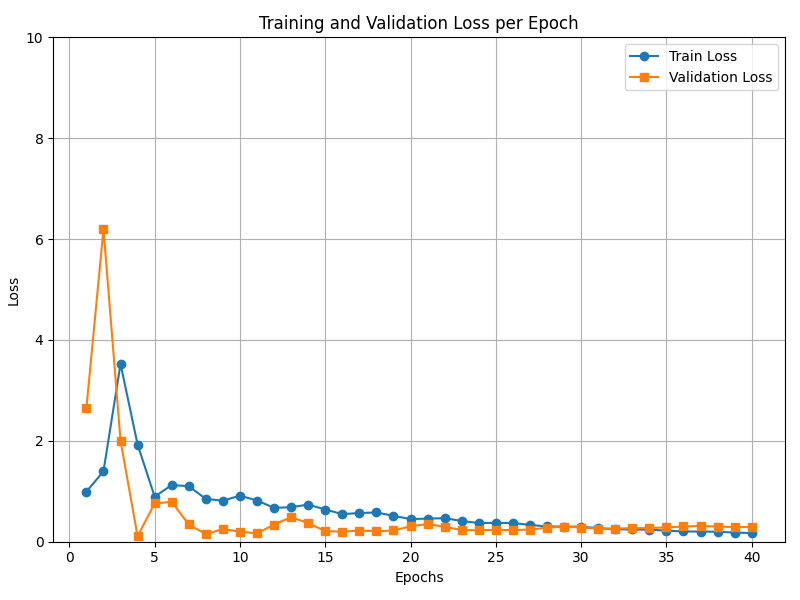 Training and Validation Loss per Epoch
Train Loss
Validation Loss
Loss
10
8
6
4
2
0
0 5 10 15 20 25 30 35 40
Epochs